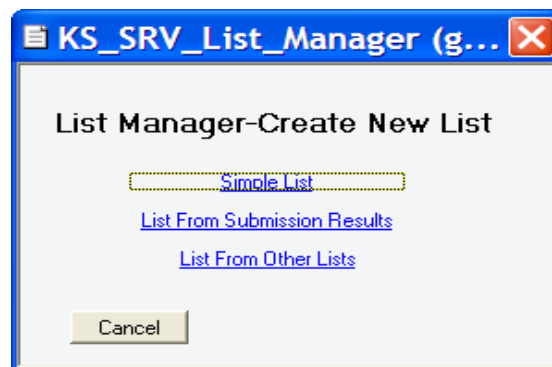 KS_SRV_List_Manager (g...
List Manager-Create New List
Simple List
List From Submission Results
List From Other Lists
Cancel